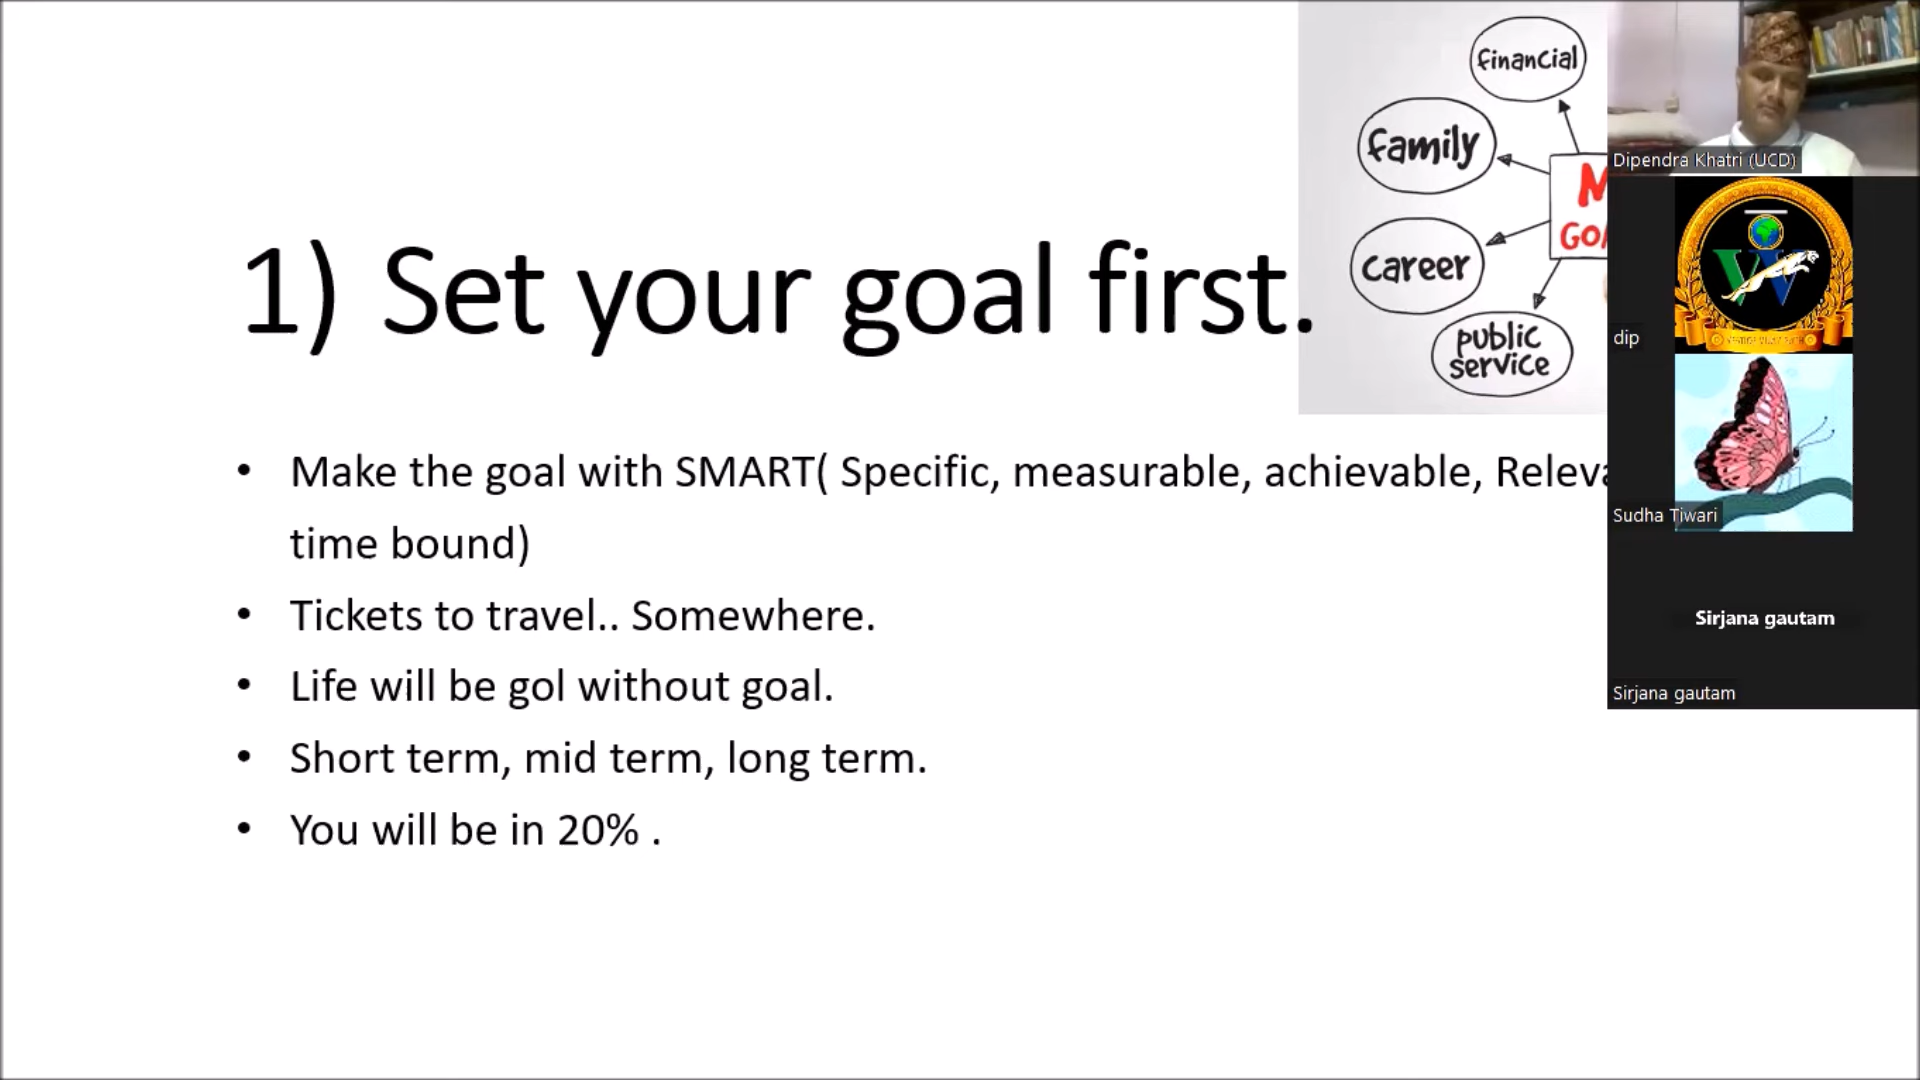 1) Set your goal first.
• Make the goal with SMART( Specific, measurable, achievable,
time bound)
• Tickets to travel.. Somewhere.
• Life will be gol without goal.
• Short term, mid term, long term.
• You will be in 20% .
financial
family
career
public
service
Dipendra Khatri (UCD)
dip
Sudha Tiwari
Sirjana gautam
Sirjana gautam